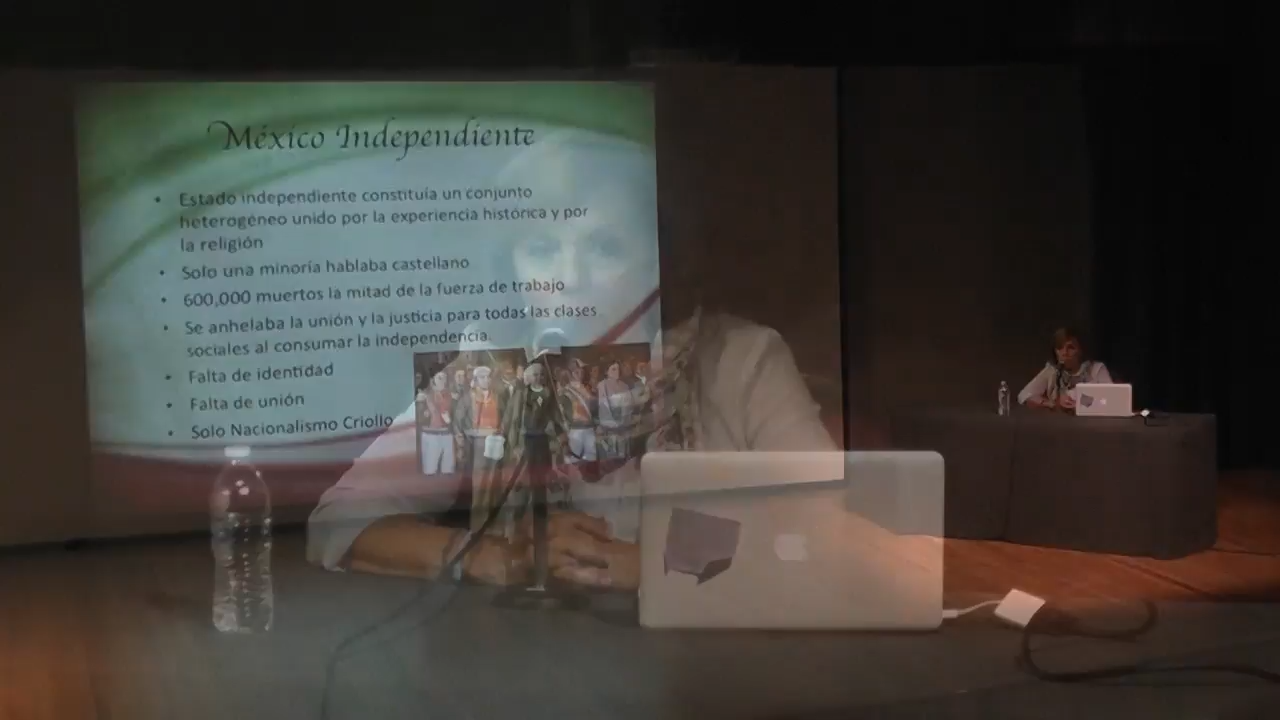 México Independiente
• Estado independiente constituía un conjunto
heterogéneo unido por la experiencia histórica y por
la religión
• Solo una minoría hablaba castellano
• 600,000 muertos la mitad de la fuerza de trabajo
• Se anhelaba la unión y la justicia para todas las clases
sociales al consumar la independencia.
• Falta de identidad
• Falta de unión
• Solo Nacionalismo Criollo